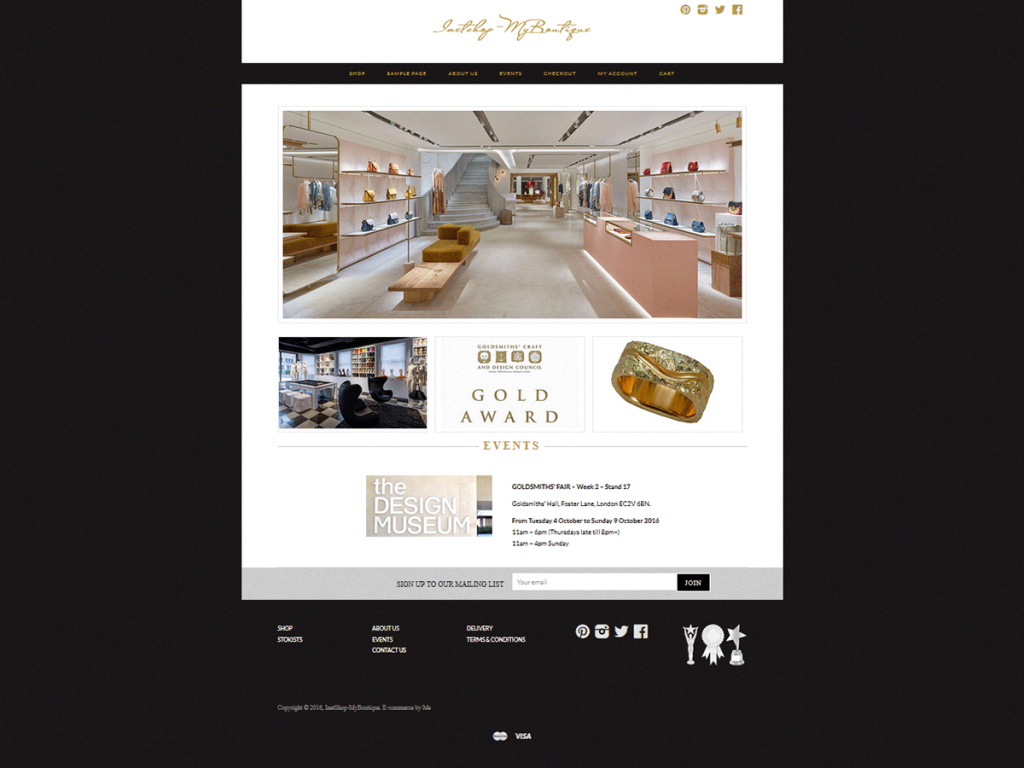 Inetshop-MyBoutique
SHOP SAMPLE PAGE ABOUT US EVENTS CHECKOUT MY ACCOUNT CART
GOLDSMITHS' CRAFT
AND DESIGN COUNCIL
GOLD
AWARD
EVENTS
the
DESIGN
MUSEUM
GOLDSMITHS' FAIR – Week 2 – Stand 17
Goldsmiths' Hall, Foster Lane, London EC2V 6BN.
From Tuesday 4 October to Sunday 9 October 2016
11am – 6pm (Thursdays late till 8pm~)
11am – 4pm Sunday
SIGN UP TO OUR MAILING LIST Your email JOIN
SHOP ABOUT US DELIVERY
STOKISTS EVENTS TERMS & CONDITIONS
CONTACT US
Copyright © 2016, InetShop-MyBoutique. E-commerce by Me
VISA